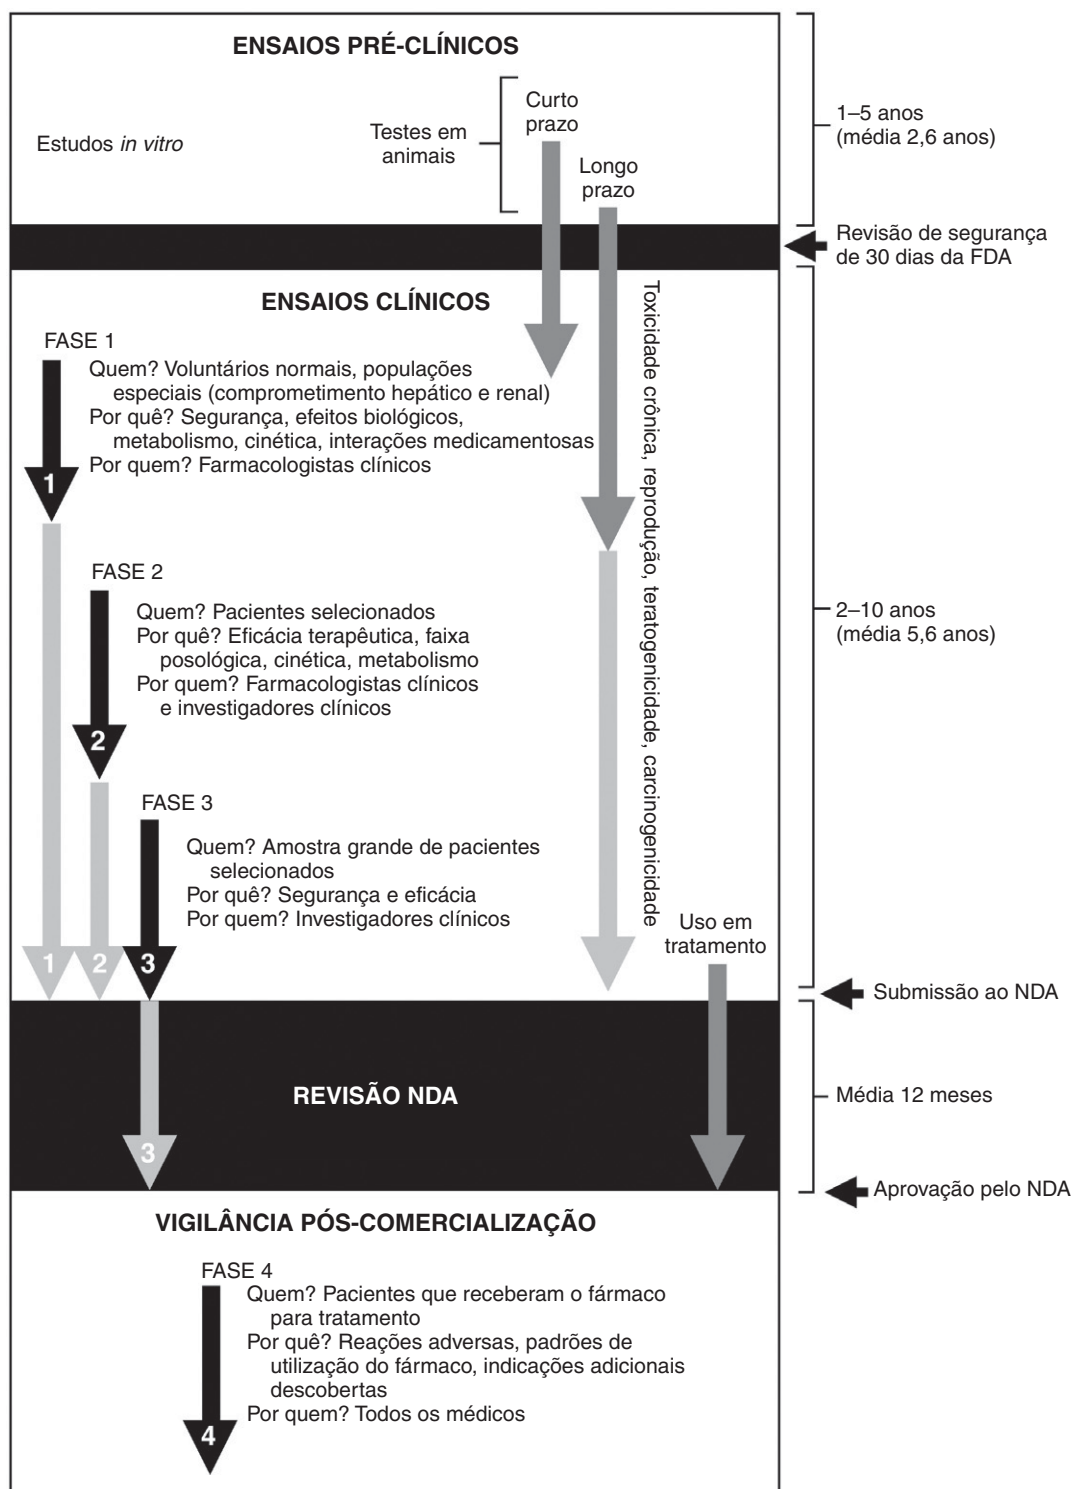 ENSAIOS PRÉ-CLÍNICOS
Estudos in vitro
Testes em
animais
Curto
prazo
Longo
prazo
1–5 anos
(média 2,6 anos)
Revisão de segurança
de 30 dias da FDA
ENSAIOS CLÍNICOS
Toxicidade crônica, reprodução, teratogenicidade, carcinogenicidade
FASE 1
Quem? Voluntários normais, populações
especiais (comprometimento hepático e renal)
Por quê? Segurança, efeitos biológicos,
metabolismo, cinética, interações medicamentosas
Por quem? Farmacologistas clínicos
1
FASE 2
Quem? Pacientes selecionados
Por quê? Eficácia terapêutica, faixa
posológica, cinética, metabolismo
Por quem? Farmacologistas clínicos
e investigadores clínicos
2
2–10 anos
(média 5,6 anos)
FASE 3
Quem? Amostra grande de pacientes
selecionados
Por quê? Segurança e eficácia
Por quem? Investigadores clínicos
1
2
3
Uso em
tratamento
Submissão ao NDA
REVISÃO NDA
3
Média 12 meses
Aprovação pelo NDA
VIGILÂNCIA PÓS-COMERCIALIZAÇÃO
FASE 4
Quem? Pacientes que receberam o fármaco
para tratamento
Por quê? Reações adversas, padrões de
utilização do fármaco, indicações adicionais
descobertas
Por quem? Todos os médicos
4